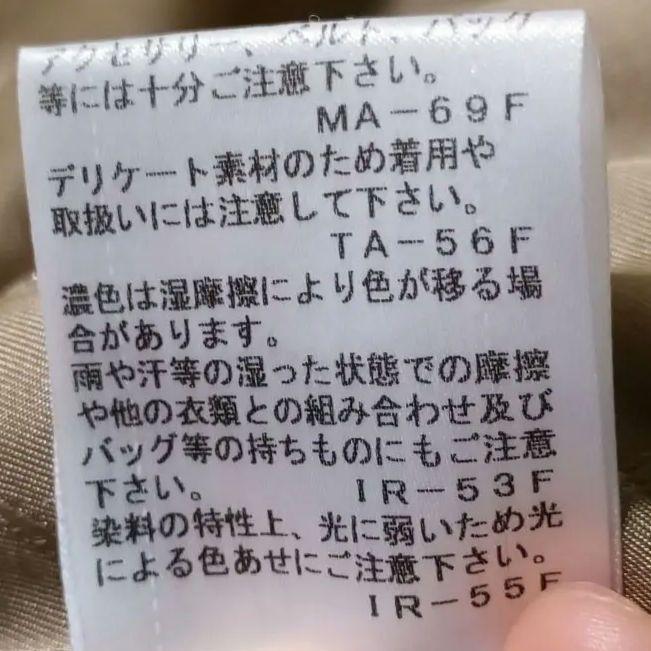 アクセサリー、ベルト、バッグ
等には十分ご注意下さい。
MA－69F
デリケート素材のため着用や
取扱いには注意して下さい。
TA－56F
濃色は湿摩擦により色が移る場
合があります。
雨や汗等の湿った状態での摩擦
や他の衣類との組み合わせ及び
バッグ等の持ちものにもご注意
下さい。 IR－53F
染料の特性上、光に弱いため光
による色あせにご注意下さい。
IR－55F